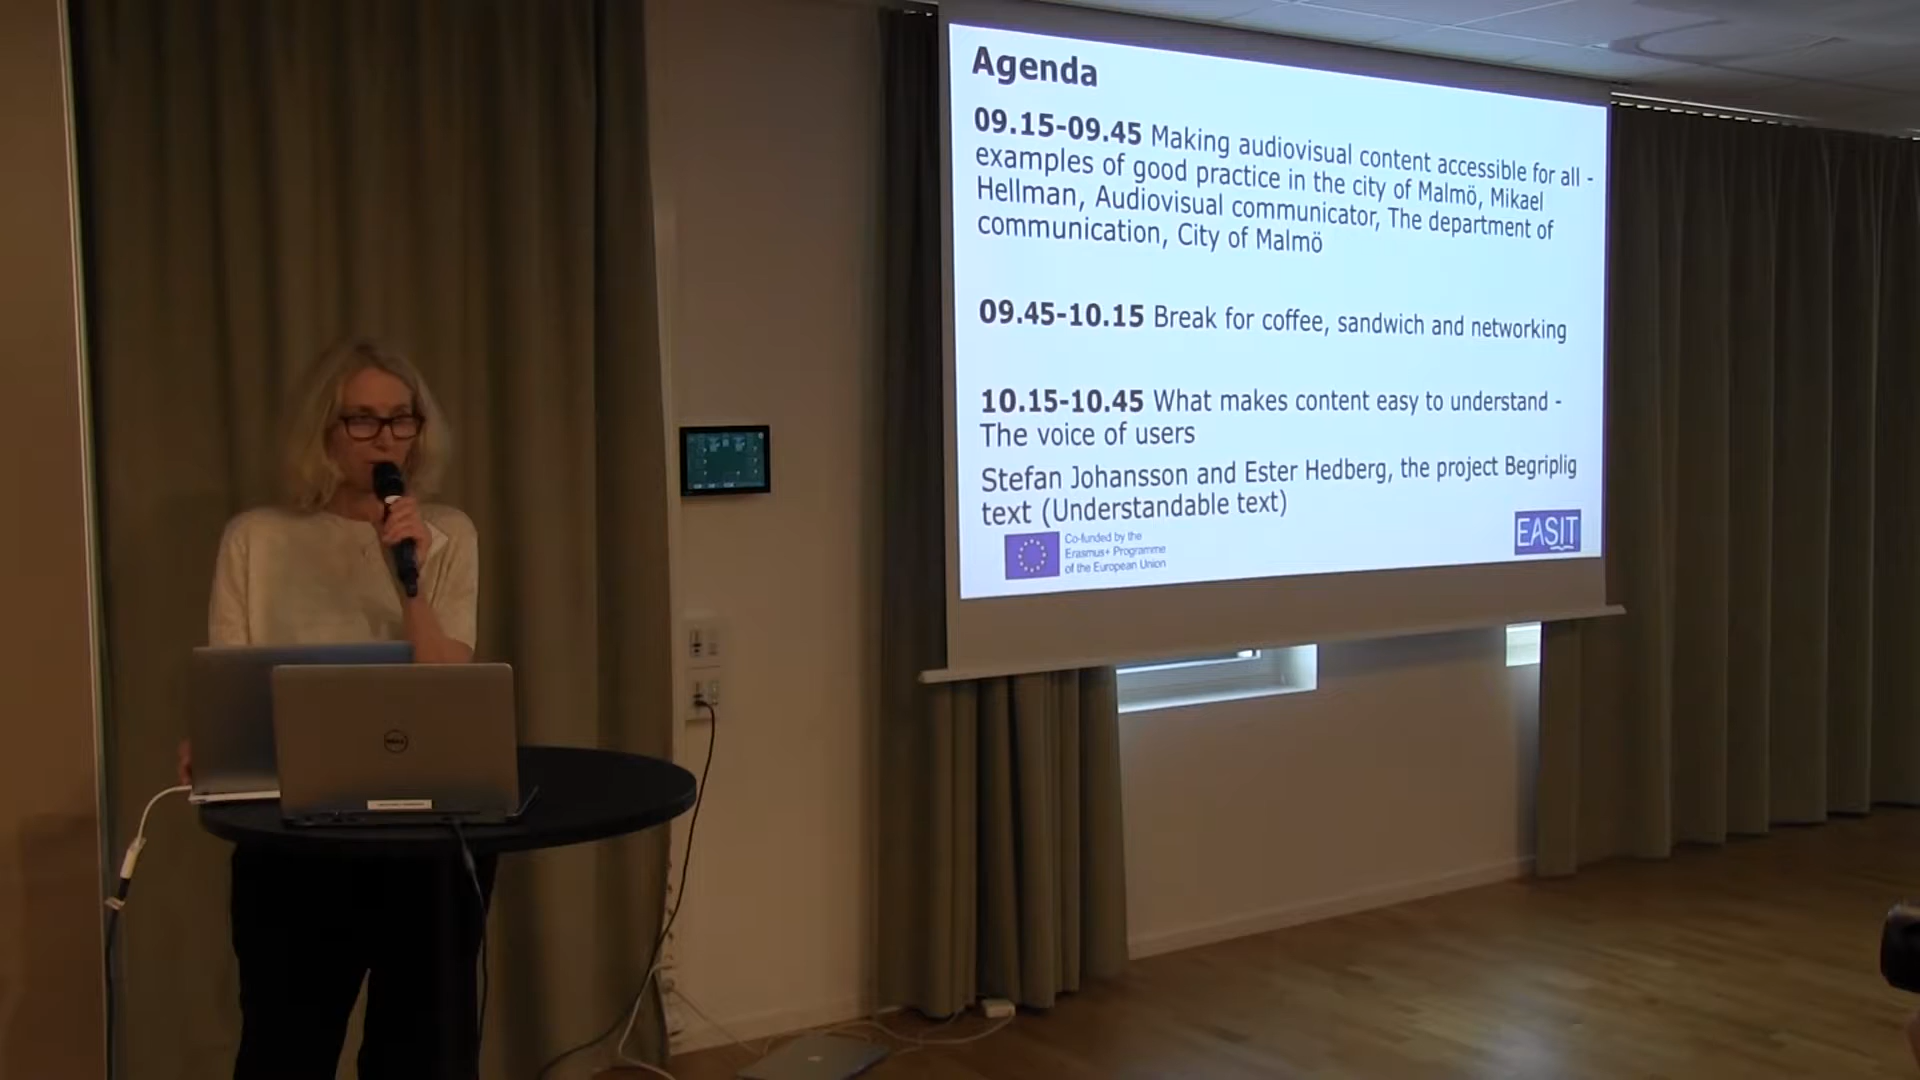 Agenda
09.15-09.45 Making audiovisual content accessible for all -
examples of good practice in the city of Malmö, Mikael
Hellman, Audiovisual communicator, The department of
communication, City of Malmö
09.45-10.15 Break for coffee, sandwich and networking
10.15-10.45 What makes content easy to understand -
The voice of users
Stefan Johansson and Ester Hedberg, the project Begriplig
text (Understandable text)
Co-funded by the
Erasmus+ Programme
of the European Union
EASIT
DELL